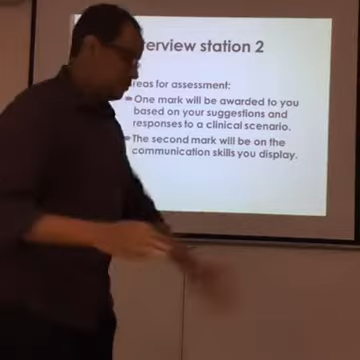 terview station 2
reas for assessment:
One mark will be awarded to you
based on your suggestions and
responses to a clinical scenario.
The second mark will be on the
communication skills you display.